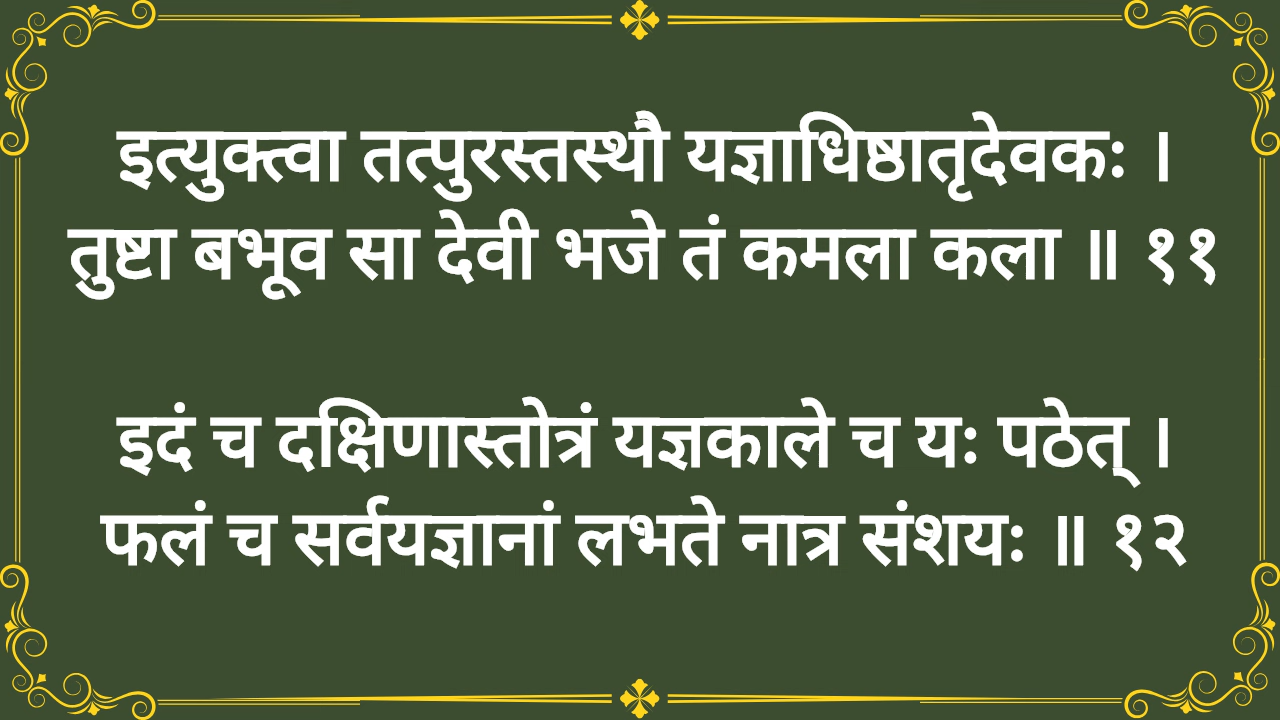 इत्युक्त्वा तत्पुरस्तस्थौ यज्ञाधिष्ठातृदेवकः ।
तुष्टा बभूव सा देवी भजे तं कमला कला ॥ ११
इदं च दक्षिणास्तोत्रं यज्ञकाले च यः पठेत् ।
फलं च सर्वयज्ञानां लभते नात्र संशयः ॥ १२